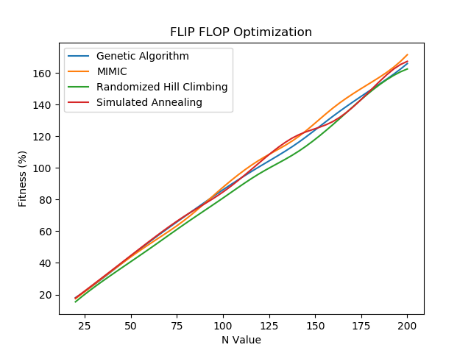 FLIP FLOP Optimization
Genetic Algorithm
MIMIC
Randomized Hill Climbing
Simulated Annealing
Fitness (%)
160
140
120
100
80
60
40
20
25
50
75
100
125
150
175
200
N Value